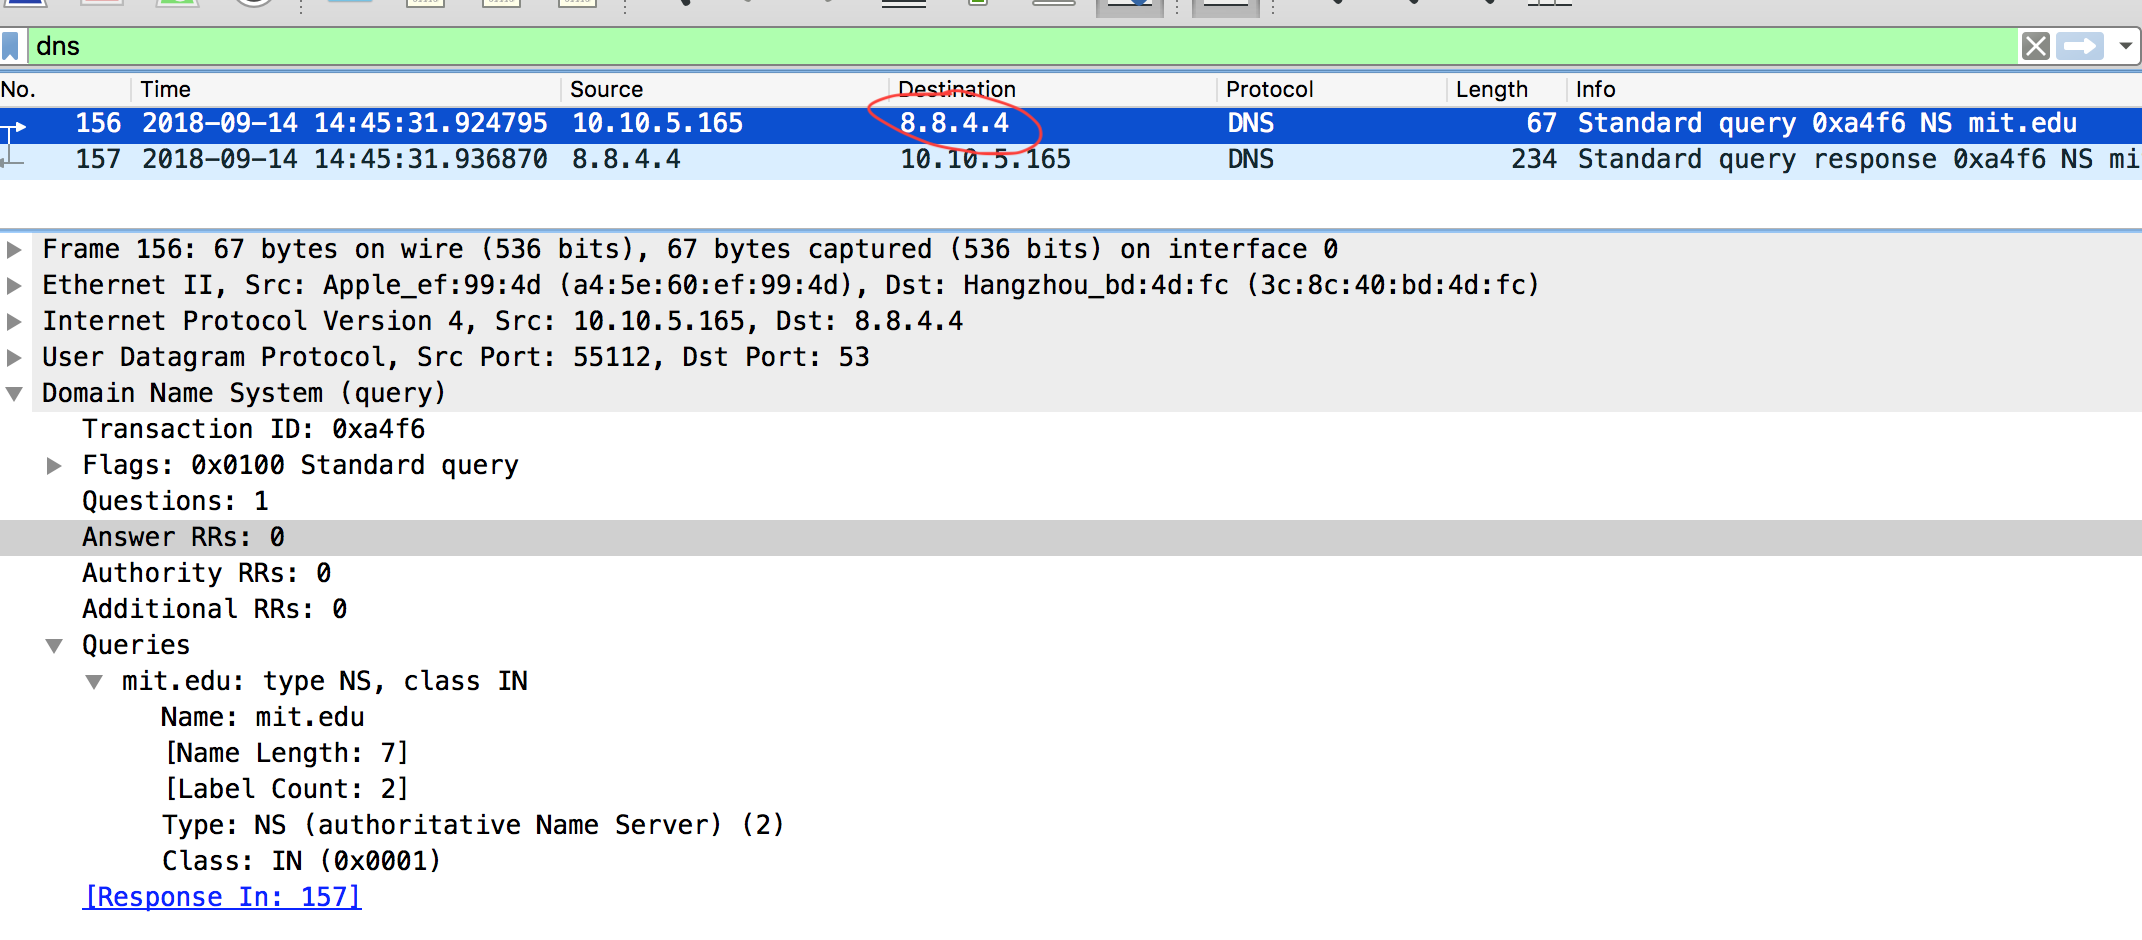 dns
No. Time Source Destination Protocol Length Info
156 2018-09-14 14:45:31.924795 10.10.5.165 8.8.4.4 DNS 67 Standard query 0xa4f6 NS mit.edu
157 2018-09-14 14:45:31.936870 8.8.4.4 10.10.5.165 DNS 234 Standard query response 0xa4f6 NS mi
Frame 156: 67 bytes on wire (536 bits), 67 bytes captured (536 bits) on interface 0
Ethernet II, Src: Apple_ef:99:4d (a4:5e:60:ef:99:4d), Dst: Hangzhou_bd:4d:fc (3c:8c:40:bd:4d:fc)
Internet Protocol Version 4, Src: 10.10.5.165, Dst: 8.8.4.4
User Datagram Protocol, Src Port: 55112, Dst Port: 53
Domain Name System (query)
Transaction ID: 0xa4f6
Flags: 0x0100 Standard query
Questions: 1
Answer RRs: 0
Authority RRs: 0
Additional RRs: 0
Queries
mit.edu: type NS, class IN
Name: mit.edu
[Name Length: 7]
[Label Count: 2]
Type: NS (authoritative Name Server) (2)
Class: IN (0x0001)
[Response In: 157]